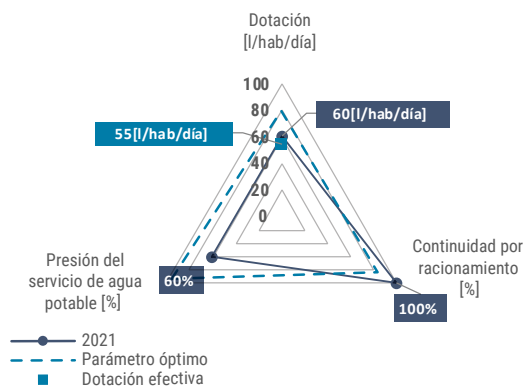 Dotación
[l/hab/día]
100
80
60[l/hab/día]
55[l/hab/día]
60
40
20
0
Presión del
servicio de agua
potable [%]
60%
Continuidad por
racionamiento
[%]
100%
2021
Parámetro óptimo
Dotación efectiva